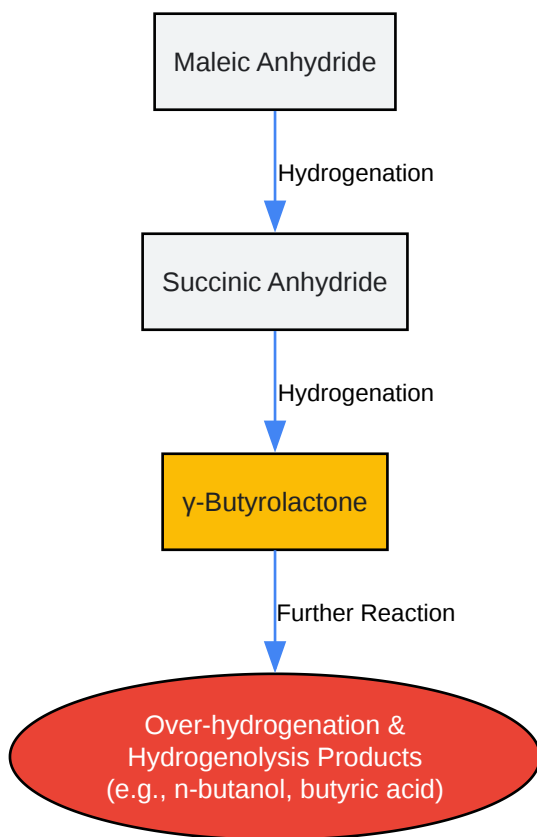 Maleic Anhydride
Hydrogenation
Succinic Anhydride
Hydrogenation
γ-Butyrolactone
Further Reaction
Over-hydrogenation &
Hydrogenolysis Products
(e.g., n-butanol, butyric acid)